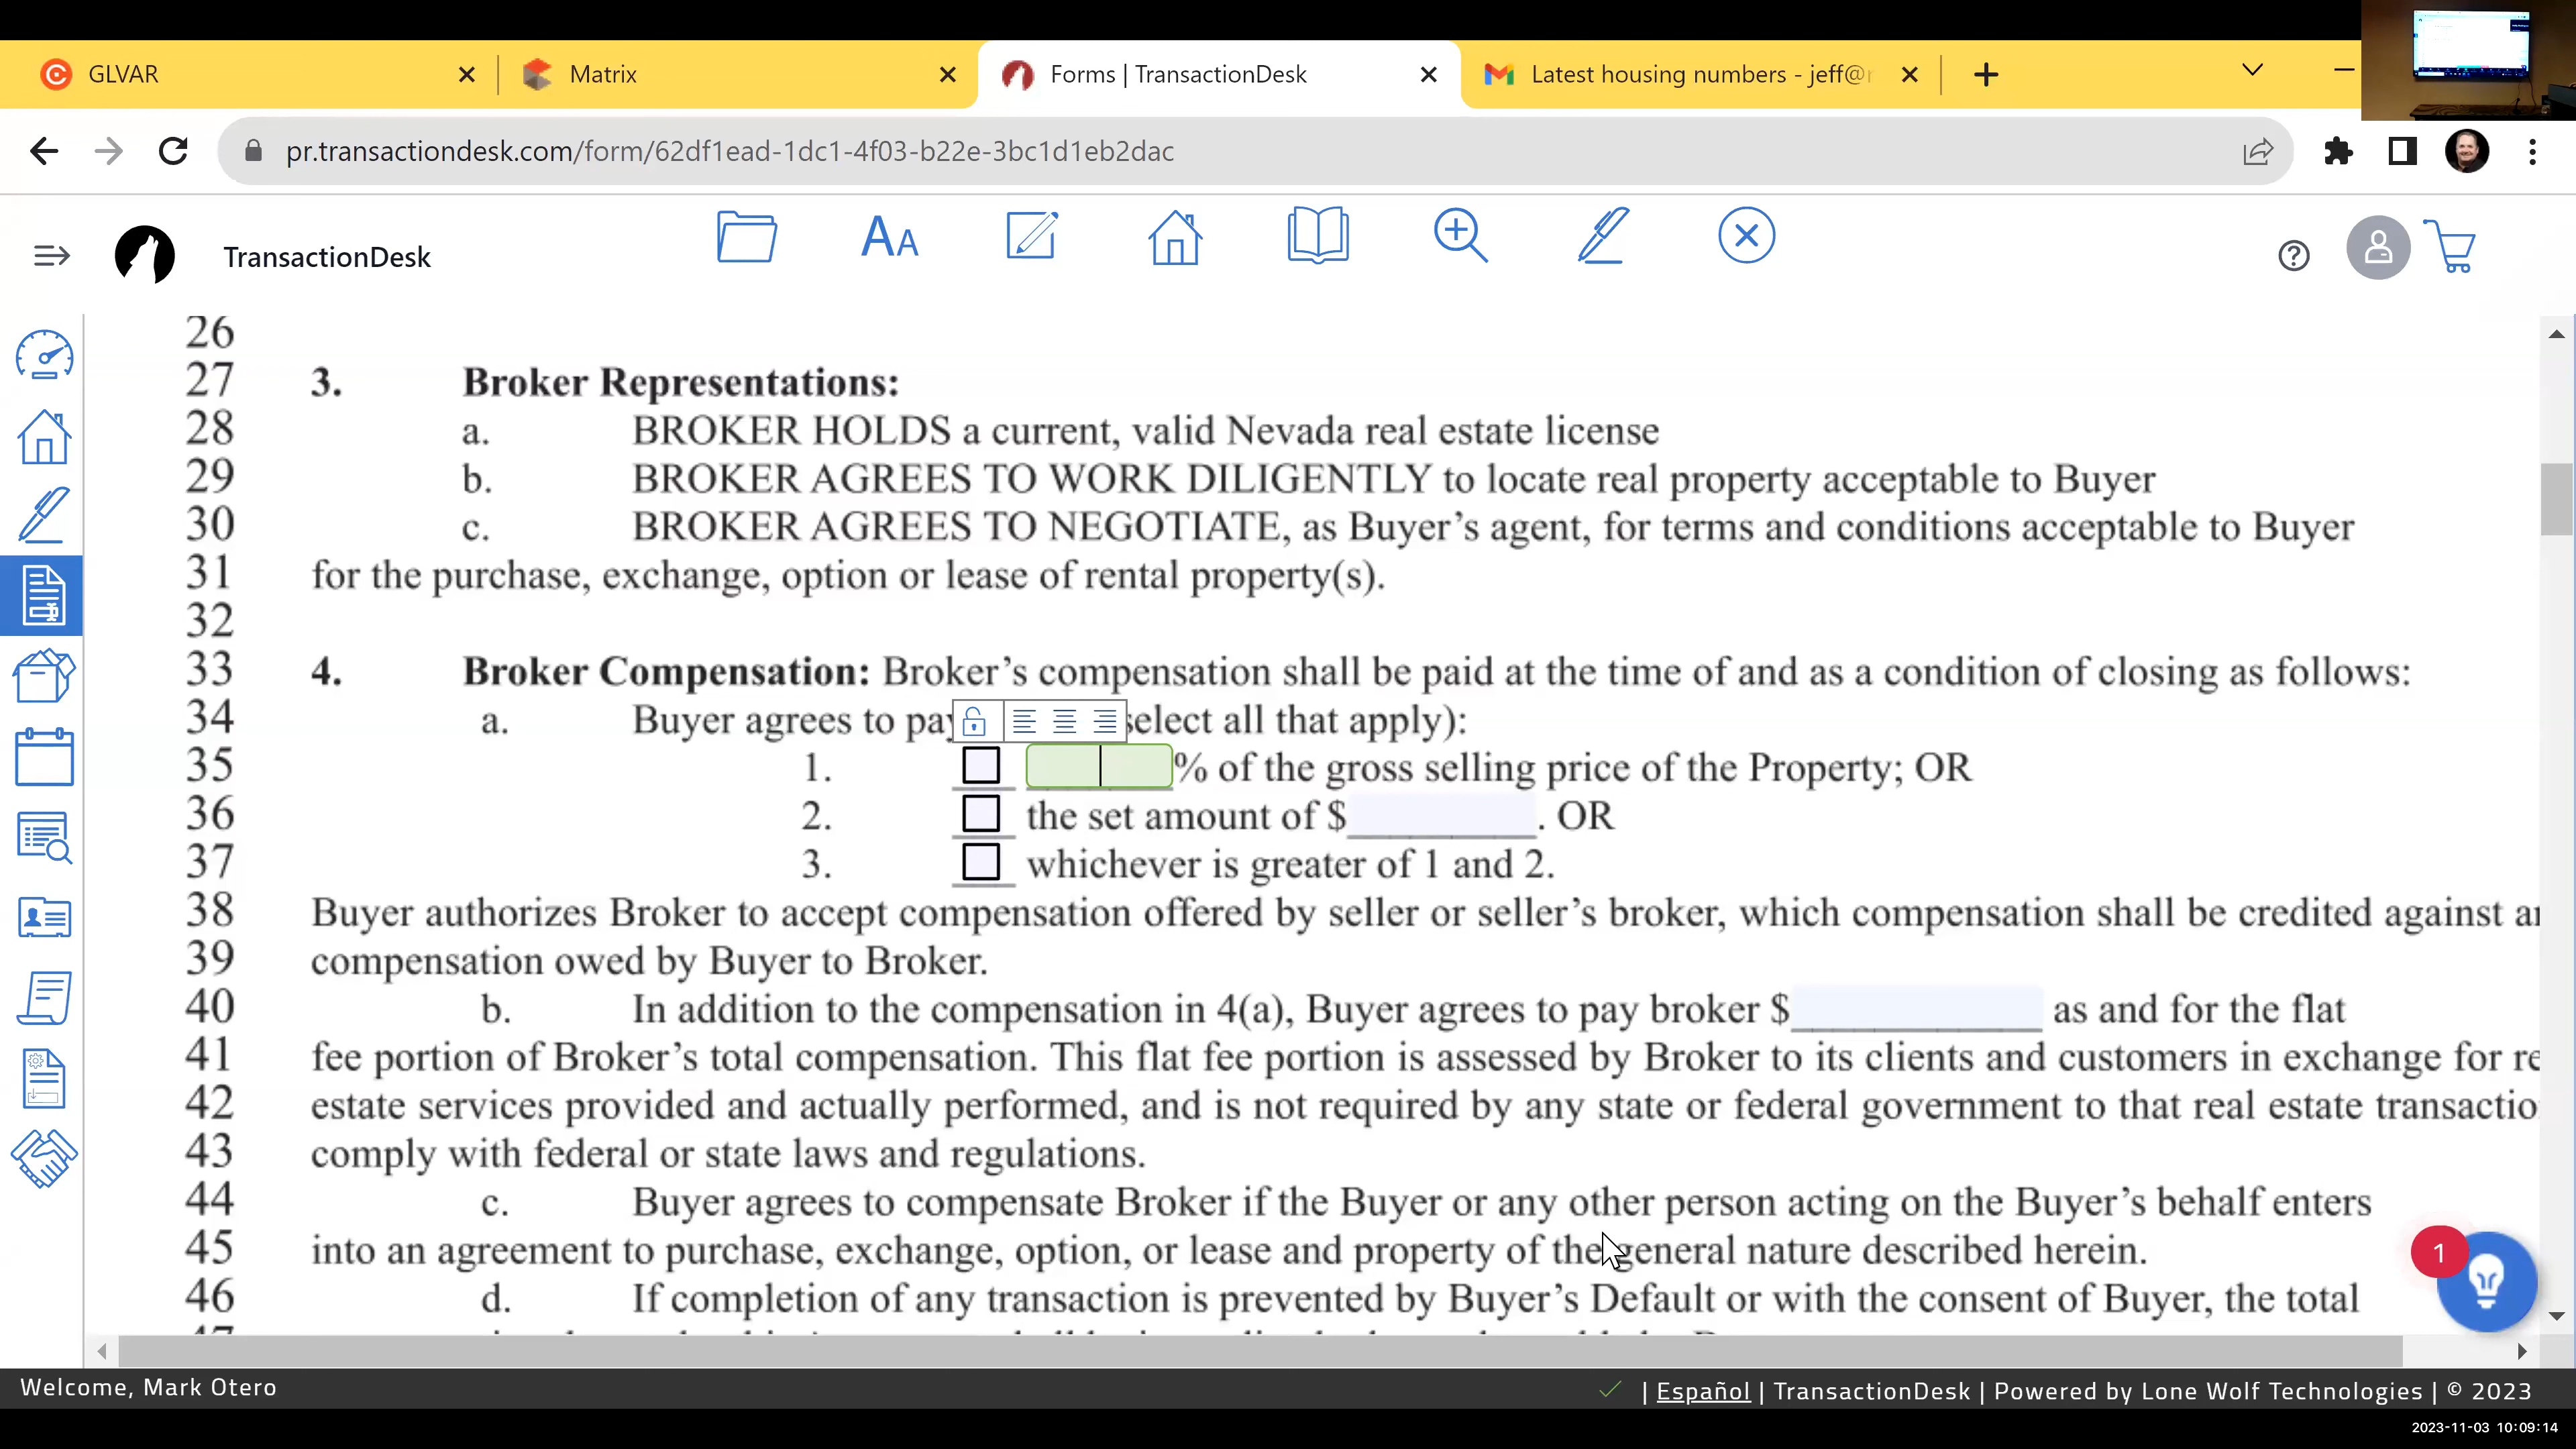 GLVAR
Matrix
Forms | TransactionDesk
Latest housing numbers - jeff@
pr.transactiondesk.com/form/62df1ead-1dc1-4f03-b22e-3bc1d1eb2dac
TransactionDesk
26
27 3. Broker Representations:
28 a. BROKER HOLDS a current, valid Nevada real estate license
29 b. BROKER AGREES TO WORK DILIGENTLY to locate real property acceptable to Buyer
30 c. BROKER AGREES TO NEGOTIATE, as Buyer's agent, for terms and conditions acceptable to Buyer
31 for the purchase, exchange, option or lease of rental property(s).
32
33 4. Broker Compensation: Broker's compensation shall be paid at the time of and as a condition of closing as follows:
34 a. Buyer agrees to pay select all that apply):
35 1. % of the gross selling price of the Property; OR
36 2. the set amount of $ . OR
37 3. whichever is greater of 1 and 2.
38 Buyer authorizes Broker to accept compensation offered by seller or seller's broker, which compensation shall be credited against
39 compensation owed by Buyer to Broker.
40 b. In addition to the compensation in 4(a), Buyer agrees to pay broker $ as and for the flat
41 fee portion of Broker's total compensation. This flat fee portion is assessed by Broker to its clients and customers in exchange for re
42 estate services provided and actually performed, and is not required by any state or federal government to that real estate transactio
43 comply with federal or state laws and regulations.
44 c. Buyer agrees to compensate Broker if the Buyer or any other person acting on the Buyer's behalf enters
45 into an agreement to purchase, exchange, option, or lease and property of the general nature described herein.
46 d. If completion of any transaction is prevented by Buyer's Default or with the consent of Buyer, the total
1
Welcome, Mark Otero
| Español | TransactionDesk | Powered by Lone Wolf Technologies | © 2023
2023-11-03 10:09:14